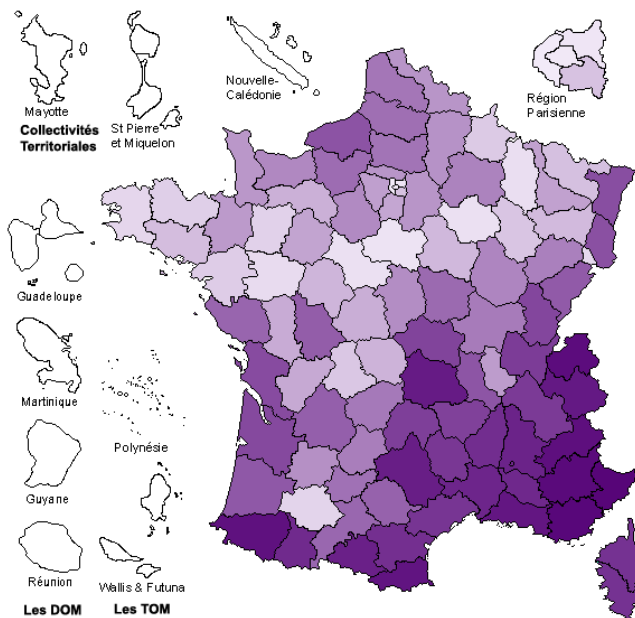 Mayotte
Collectivités
Territoriales
St Pierre
et Miquelon
Nouvelle-
Calédonie
Région
Parisienne
Guadeloupe
Martinique
Polynésie
Guyane
Réunion
Wallis & Futuna
Les DOM
Les TOM